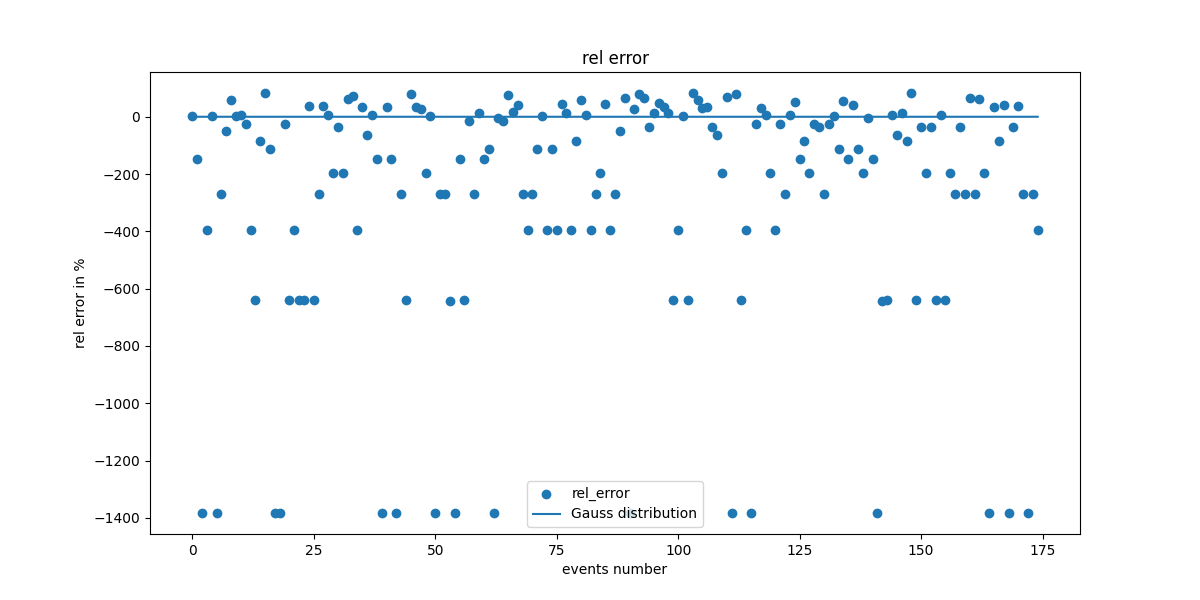 rel error
0
−200
−400
−600
−800
−1000
−1200
−1400
rel error in %
rel_error
Gauss distribution
0 25 50 75 100 125 150 175
events number